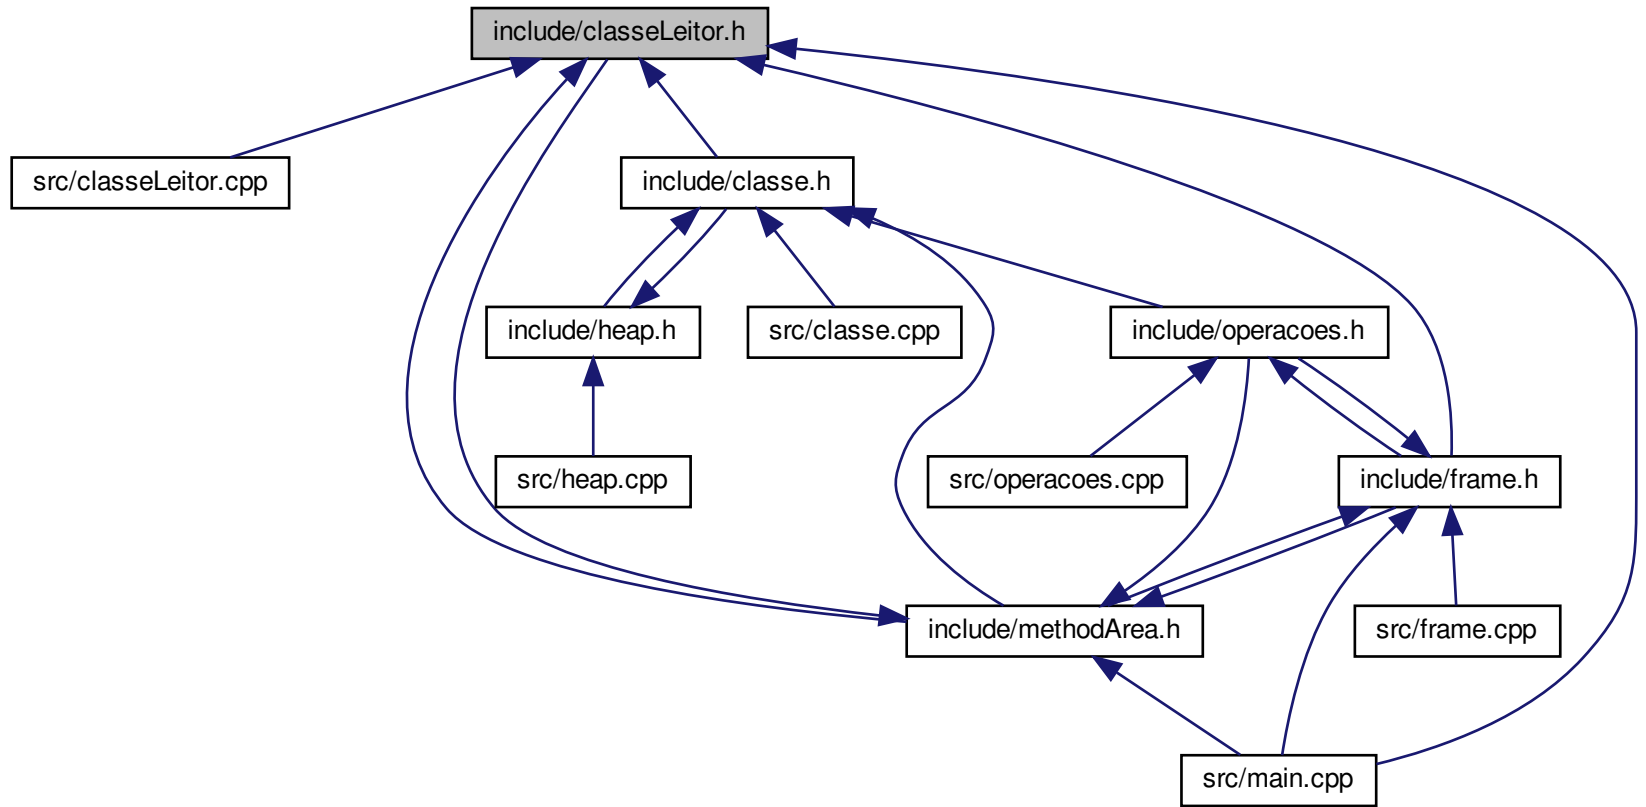 include/classeLeitor.h
src/classeLeitor.cpp
include/classe.h
include/heap.h
src/classe.cpp
include/operacoes.h
src/heap.cpp
src/operacoes.cpp
include/frame.h
include/methodArea.h
src/frame.cpp
src/main.cpp